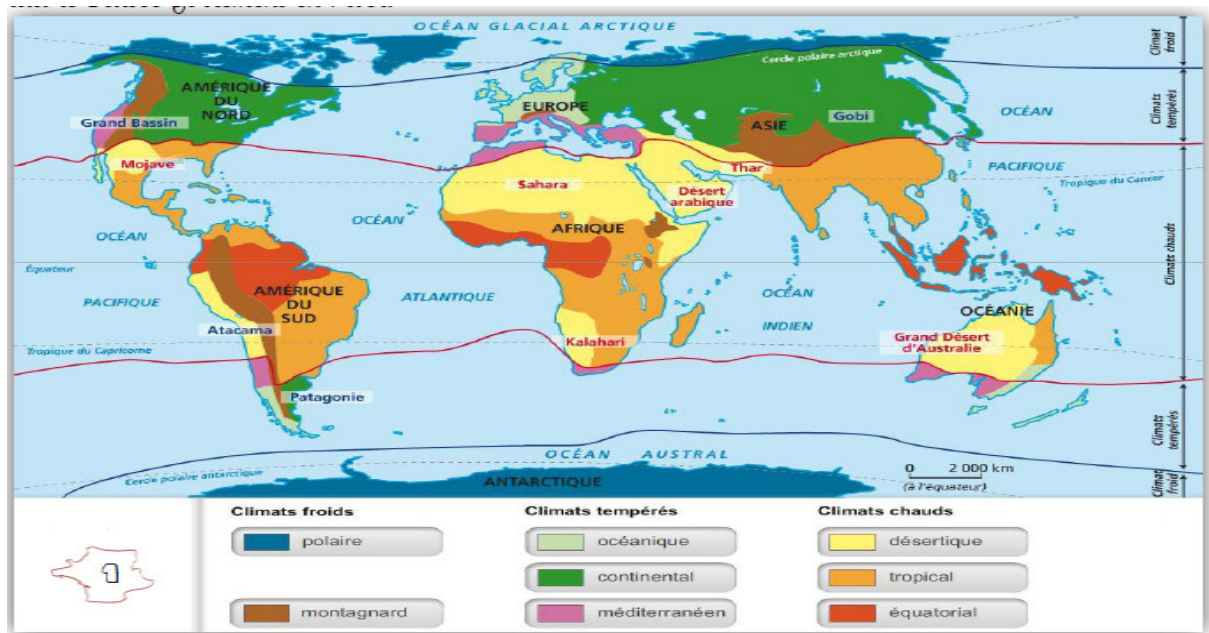 OCÉAN GLACIAL ARCTIQUE
Cercle polaire arctique
Climat
froid
AMÉRIQUE
DU
NORD
EUROPE
Grand Bassin
ASIE
Gobi
OCÉAN
Climats
tempérés
Mojave
Thar
PACIFIQUE
Sahara
Désert
arabique
Tropique du Cancer
OCÉAN
AFRIQUE
OCÉAN
Climats chauds
Équateur
AMÉRIQUE
DU
SUD
PACIFIQUE
ATLANTIQUE
OCÉAN
INDIEN
OCÉANIE
Atacama
Kalahari
Grand Désert
d'Australie
Tropique du Capricorne
Patagonie
Climats
tempérés
OCÉAN AUSTRAL
Cercle polaire antarctique
ANTARCTIQUE
0 2 000 km
(à l'équateur)
Climat
froid
Climats froids
Climats tempérés
Climats chauds
polaire
océanique
désertique
continental
tropical
montagnard
méditerranéen
équatorial